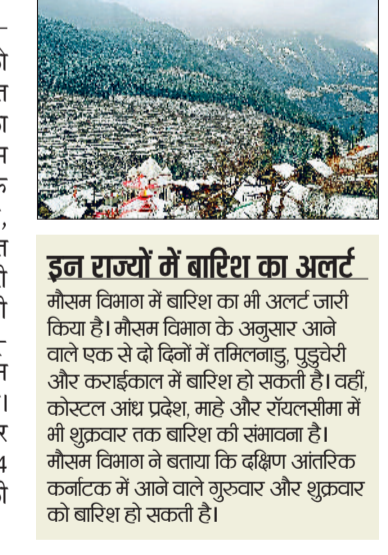 इन राज्यों में बारिश का अलर्ट
मौसम विभाग में बारिश का भी अलर्ट जारी
किया है। मौसम विभाग के अनुसार आने
वाले एक से दो दिनों में तमिलनाडु, पुडुचेरी
और कराईकाल में बारिश हो सकती है। वहीं,
कोस्टल आंध्र प्रदेश, माहे और रॉयलसीमा में
भी शुक्रवार तक बारिश की संभावना है।
मौसम विभाग ने बताया कि दक्षिण आंतरिक
कर्नाटक में आने वाले गुरुवार और शुक्रवार
को बारिश हो सकती है।